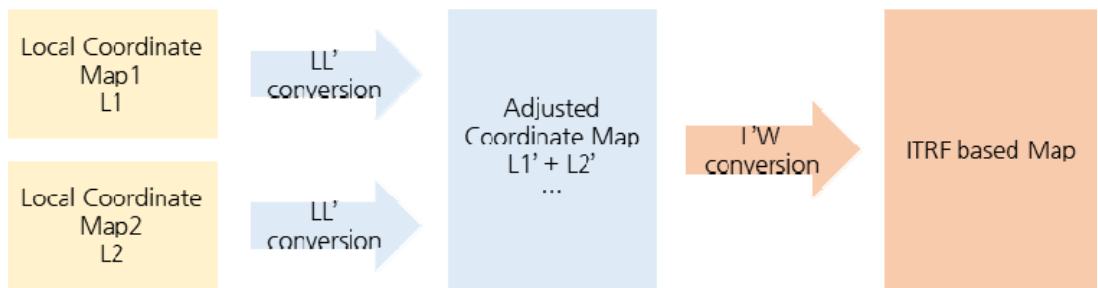 Local Coordinate
Map1
L1
LL’
conversion
Local Coordinate
Map2
L2
LL’
conversion
Adjusted
Coordinate Map
L1’ + L2’
...
L’W
conversion
ITRF based Map